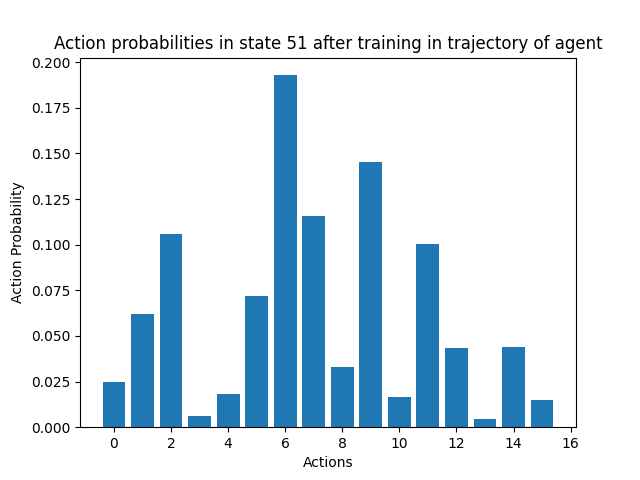 Action probabilities in state 51 after training in trajectory of agent
0.200
0.175
0.150
0.125
0.100
0.075
0.050
0.025
0.000
Action Probability
0 2 4 6 8 10 12 14 16
Actions